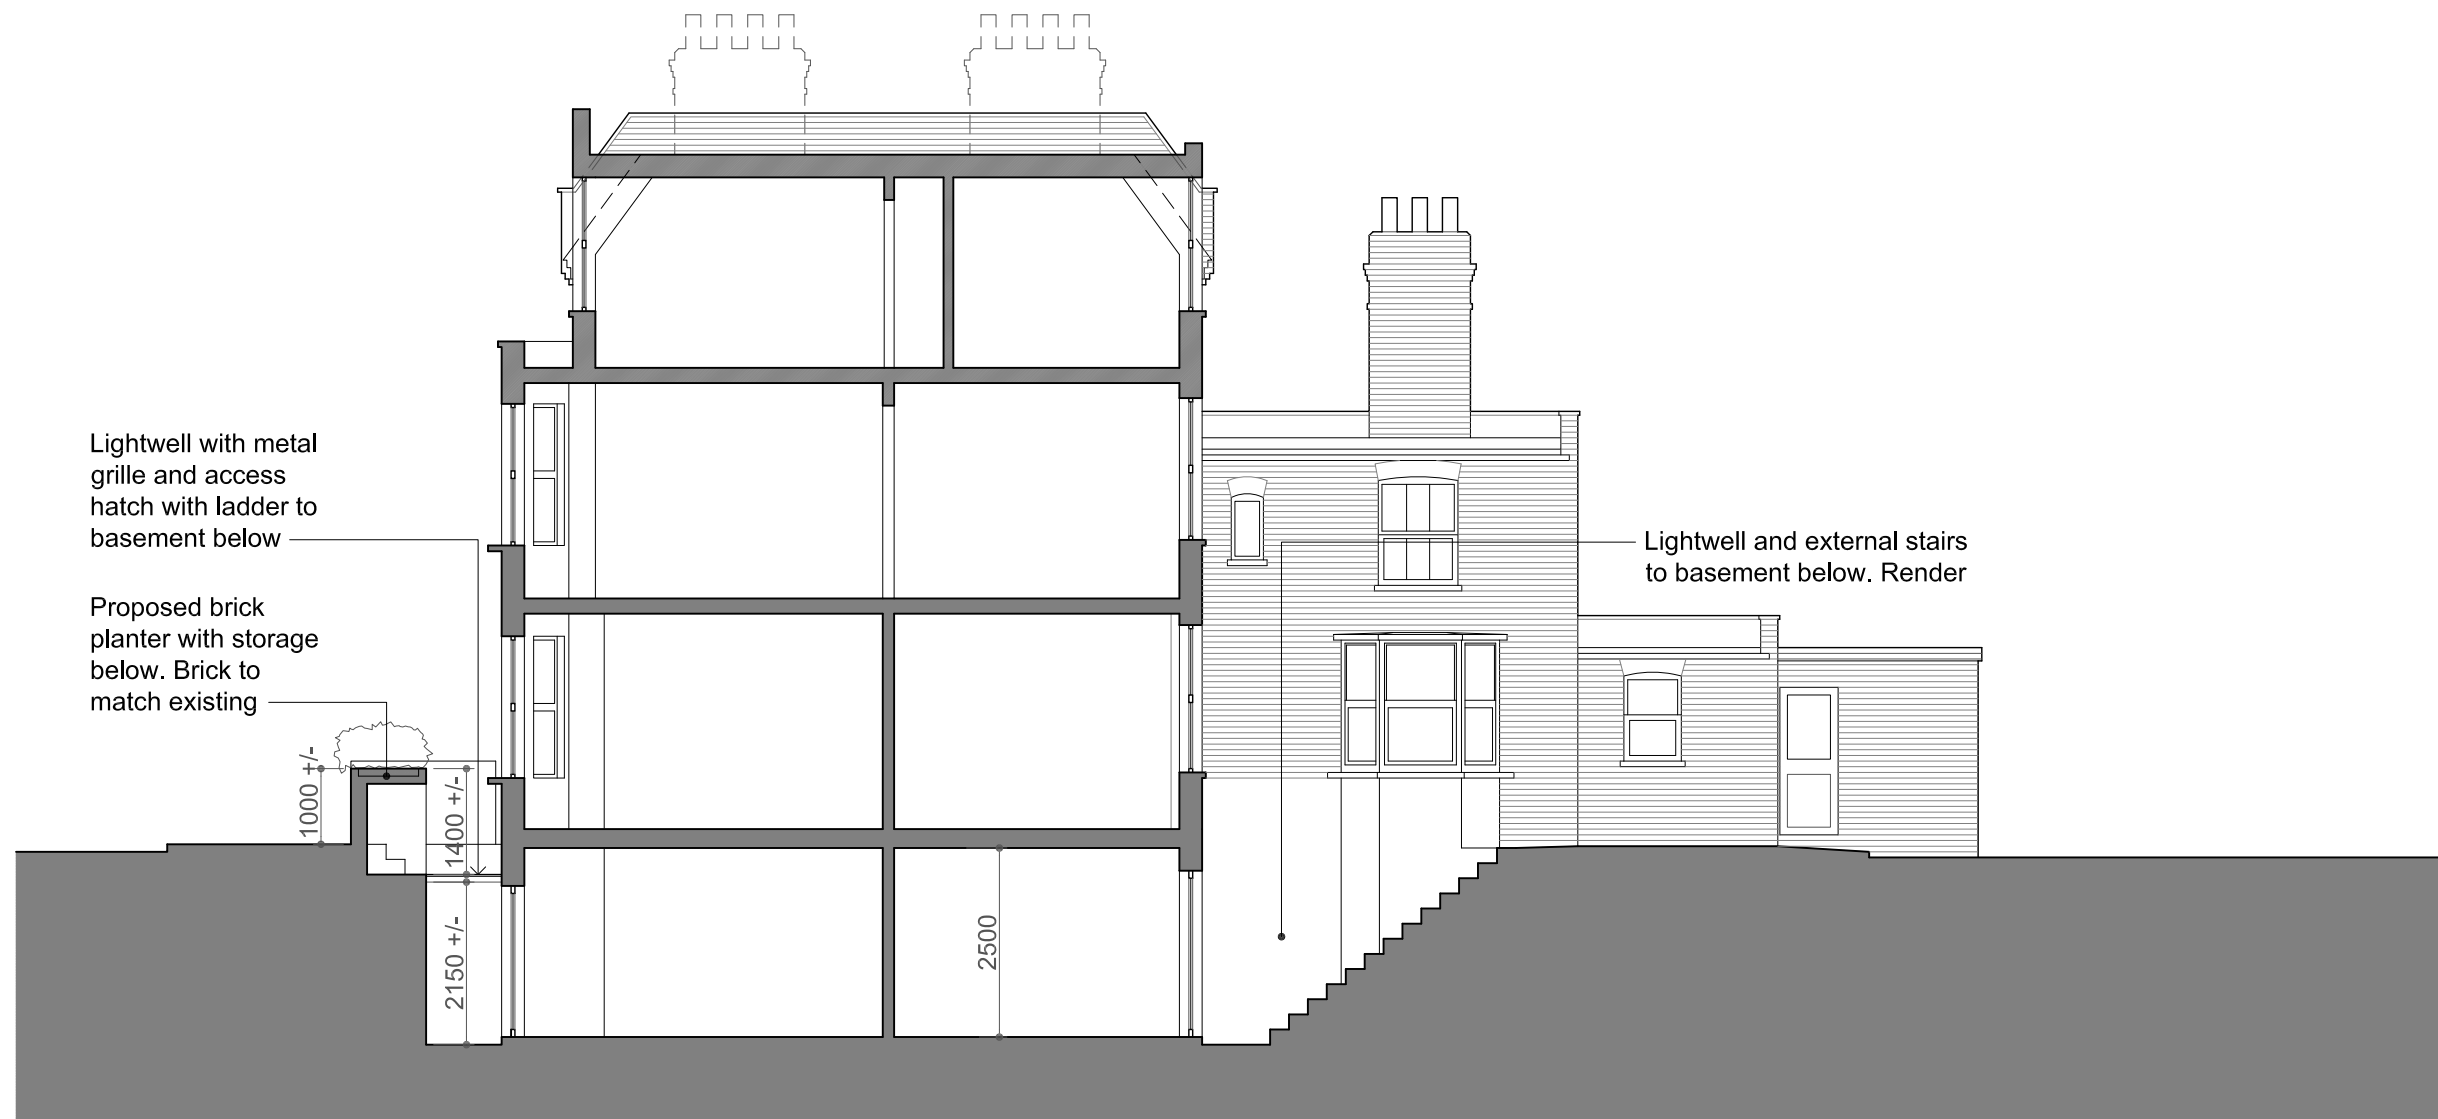 Lightwell with metal
grille and access
hatch with ladder to
basement below
Proposed brick
planter with storage
below. Brick to
match existing
1000 +/-
1400 +/-
2150 +/-
2500
Lightwell and external stairs
to basement below. Render